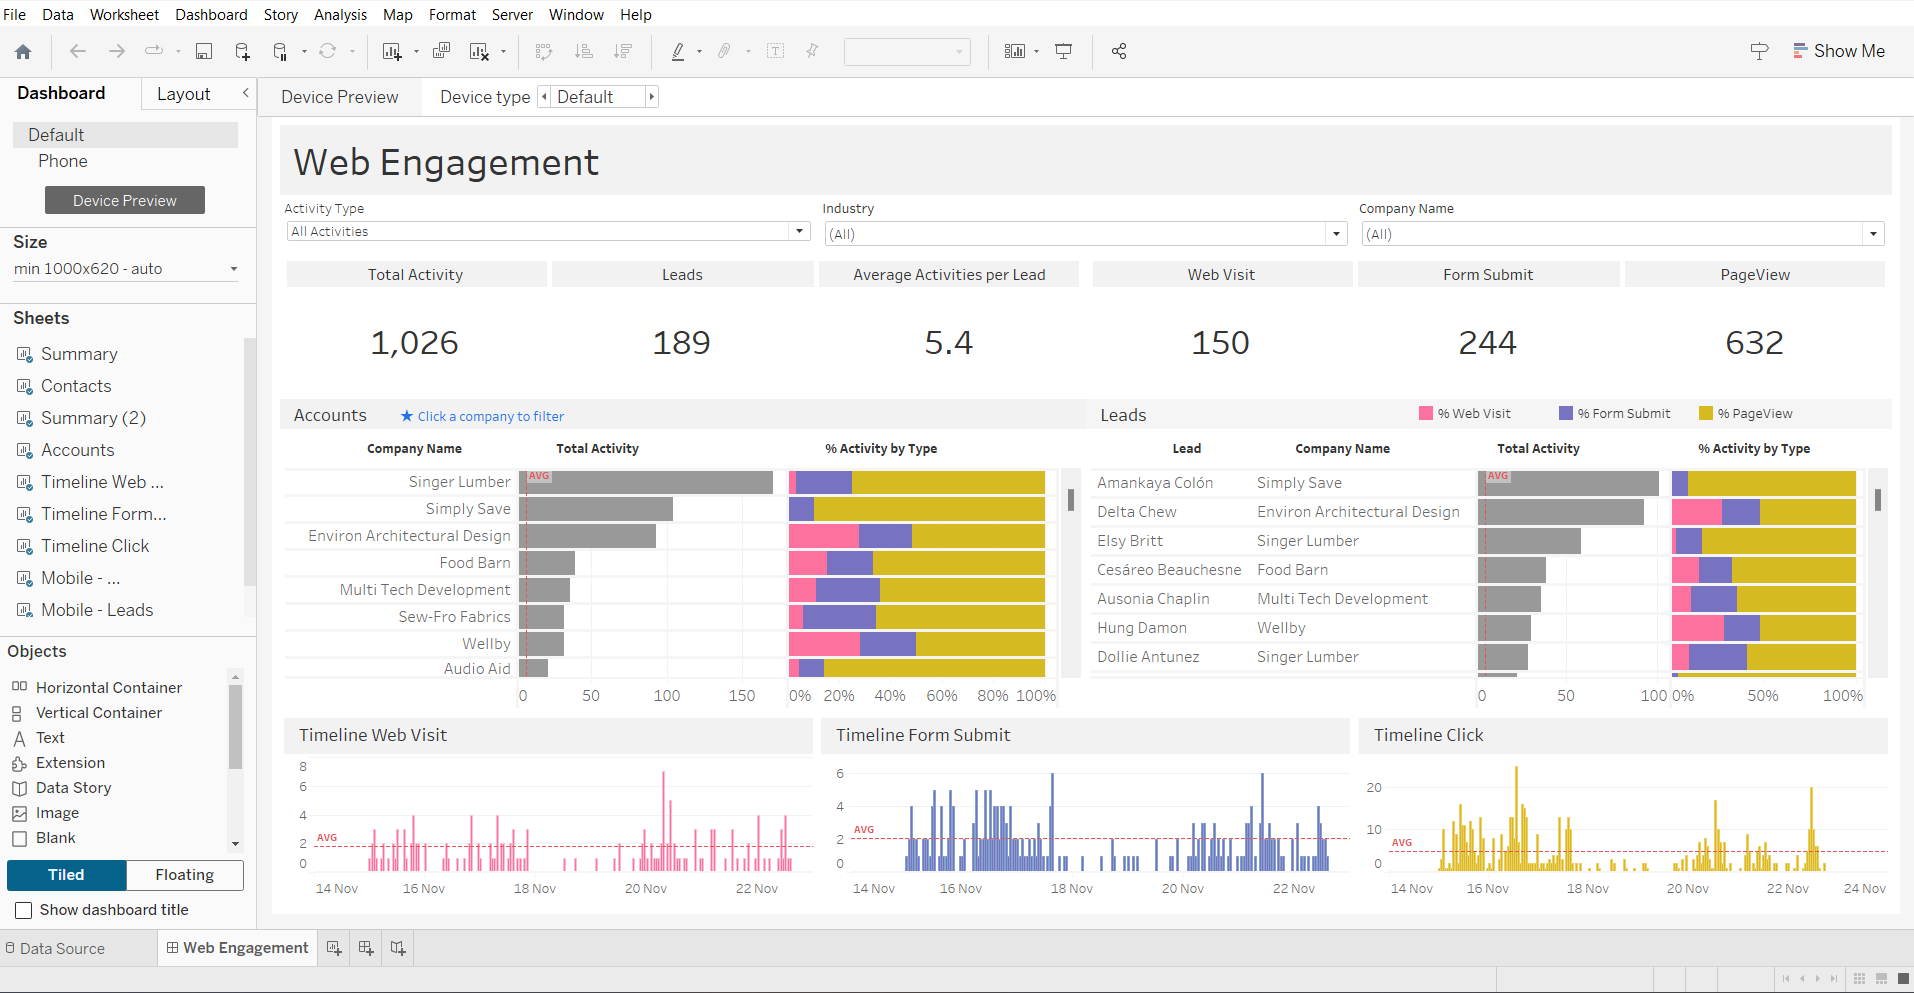 File Data Worksheet Dashboard Story Analysis Map Format Server Window Help
Show Me
Dashboard Layout
Device Preview Device type Default
Default
Phone
Device Preview
Size
min 1000x620 - auto
Sheets
Summary
Contacts
Summary (2)
Accounts
Timeline Web ...
Timeline Form...
Timeline Click
Mobile - ...
Mobile - Leads
Objects
Horizontal Container
Vertical Container
Text
Extension
Data Story
Image
Blank
Tiled Floating
Show dashboard title
Web Engagement
Activity Type Industry Company Name
All Activities (All) (All)
Total Activity Leads Average Activities per Lead Web Visit Form Submit PageView
1,026 189 5.4 150 244 632
Accounts ★ Click a company to filter
Company Name Total Activity % Activity by Type
AVG
Singer Lumber
Simply Save
Environ Architectural Design
Food Barn
Multi Tech Development
Sew-Fro Fabrics
Wellby
Audio Aid
0 50 100 150 0% 20% 40% 60% 80% 100%
Leads % Web Visit % Form Submit % PageView
Lead Company Name Total Activity % Activity by Type
AVG
Amankaya Colón Simply Save
Delta Chew Environ Architectural Design
Elsy Britt Singer Lumber
Cesáreo Beauchesne Food Barn
Ausonia Chaplin Multi Tech Development
Hung Damon Wellby
Dollie Antunez Singer Lumber
0 50 100 0% 50% 100%
Timeline Web Visit
8
6
4
AVG
2
0
14 Nov 16 Nov 18 Nov 20 Nov 22 Nov
Timeline Form Submit
6
4
AVG
2
0
14 Nov 16 Nov 18 Nov 20 Nov 22 Nov
Timeline Click
20
10
AVG
0
14 Nov 16 Nov 18 Nov 20 Nov 22 Nov 24 Nov
Data Source Web Engagement